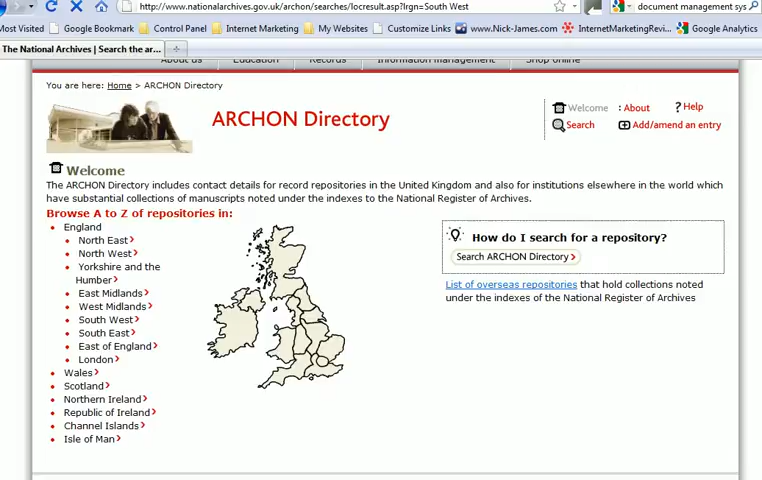 http://www.nationalarchives.gov.uk/archon/searches/locresult.asp?lrgn=South West
document management sys
Most Visited Google Bookmark Control Panel Internet Marketing My Websites Customize Links www.Nick-James.com InternetMarketingRevi... Google Analytics
The National Archives | Search the ar...
About us Education Records Information management Shop online
You are here: Home > ARCHON Directory
ARCHON Directory
Welcome : About ? Help
Search Add/amend an entry
Welcome
The ARCHON Directory includes contact details for record repositories in the United Kingdom and also for institutions elsewhere in the world which
have substantial collections of manuscripts noted under the indexes to the National Register of Archives.
Browse A to Z of repositories in:
England
North East
North West
Yorkshire and the
Humber
East Midlands
West Midlands
South West
South East
East of England
London
Wales
Scotland
Northern Ireland
Republic of Ireland
Channel Islands
Isle of Man
How do I search for a repository?
Search ARCHON Directory
List of overseas repositories that hold collections noted
under the indexes of the National Register of Archives